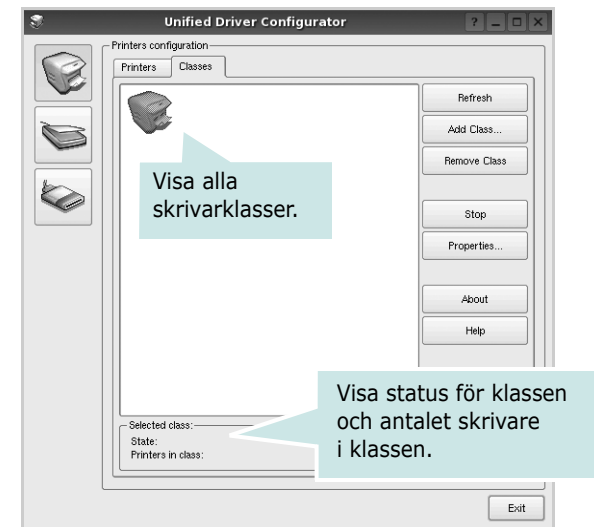 Unified Driver Configurator
Printers configuration
Printers
Classes
Refresh
Add Class...
Remove Class
Visa alla
skrivarklasser.
Stop
Properties...
About
Help
Visa status för klassen
och antalet skrivare
i klassen.
Selected class:
State:
Printers in class:
Exit